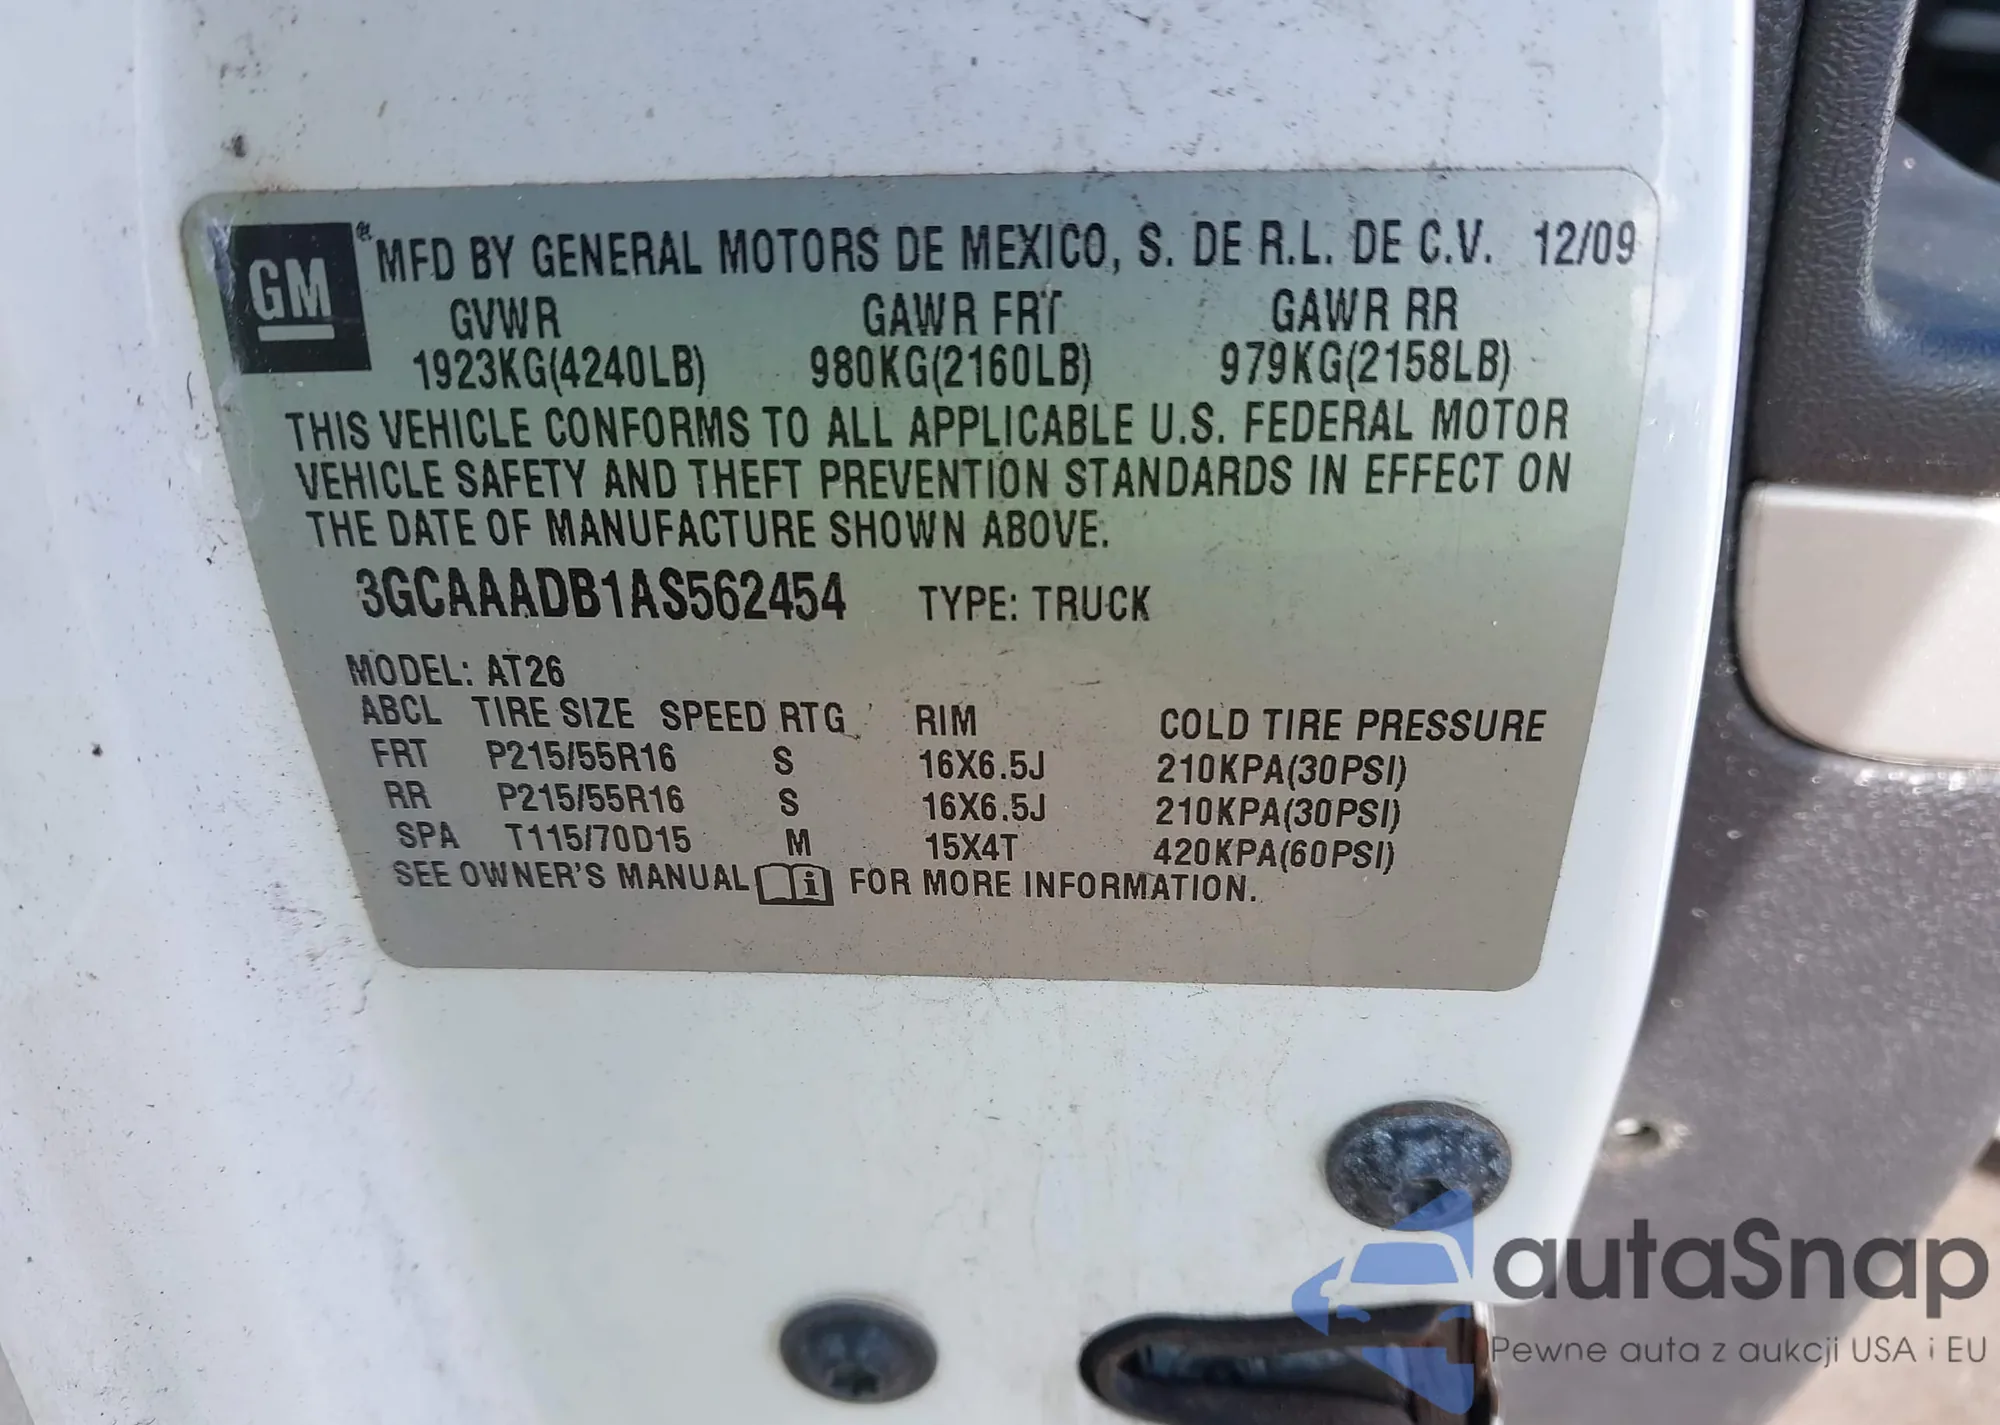 GM ® MFD BY GENERAL MOTORS DE MEXICO, S. DE R.L. DE C.V. 12/09
GVWR GAWR FRT GAWR RR
1923KG(4240LB) 980KG(2160LB) 979KG(2158LB)
THIS VEHICLE CONFORMS TO ALL APPLICABLE U.S. FEDERAL MOTOR
VEHICLE SAFETY AND THEFT PREVENTION STANDARDS IN EFFECT ON
THE DATE OF MANUFACTURE SHOWN ABOVE.
3GCAAADB1AS562454 TYPE: TRUCK
MODEL: AT26
ABCL TIRE SIZE SPEED RTG RIM COLD TIRE PRESSURE
FRT P215/55R16 S 16X6.5J 210KPA(30PSI)
RR P215/55R16 S 16X6.5J 210KPA(30PSI)
SPA T115/70D15 M 15X4T 420KPA(60PSI)
SEE OWNER'S MANUAL i FOR MORE INFORMATION.
autaSnap
Pewne auta z aukcji USA i EU